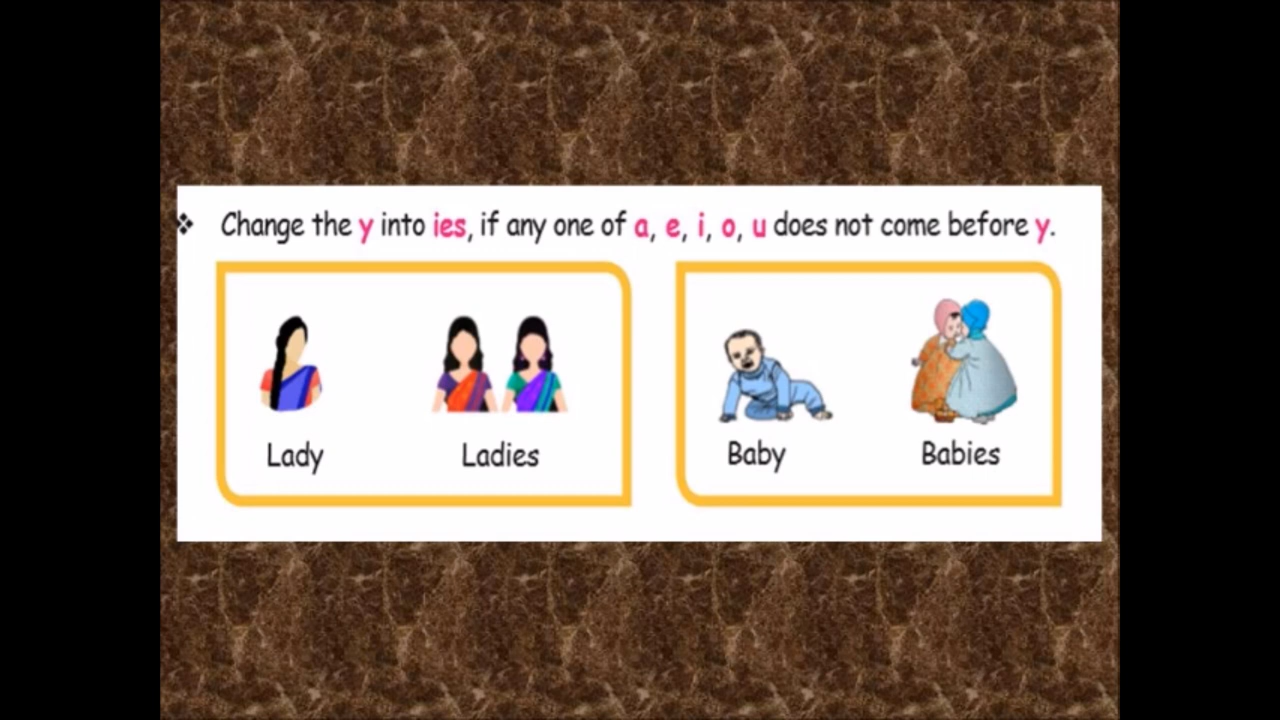 ❖ Change the y into ies, if any one of a, e, i, o, u does not come before y.
Lady Ladies Baby Babies